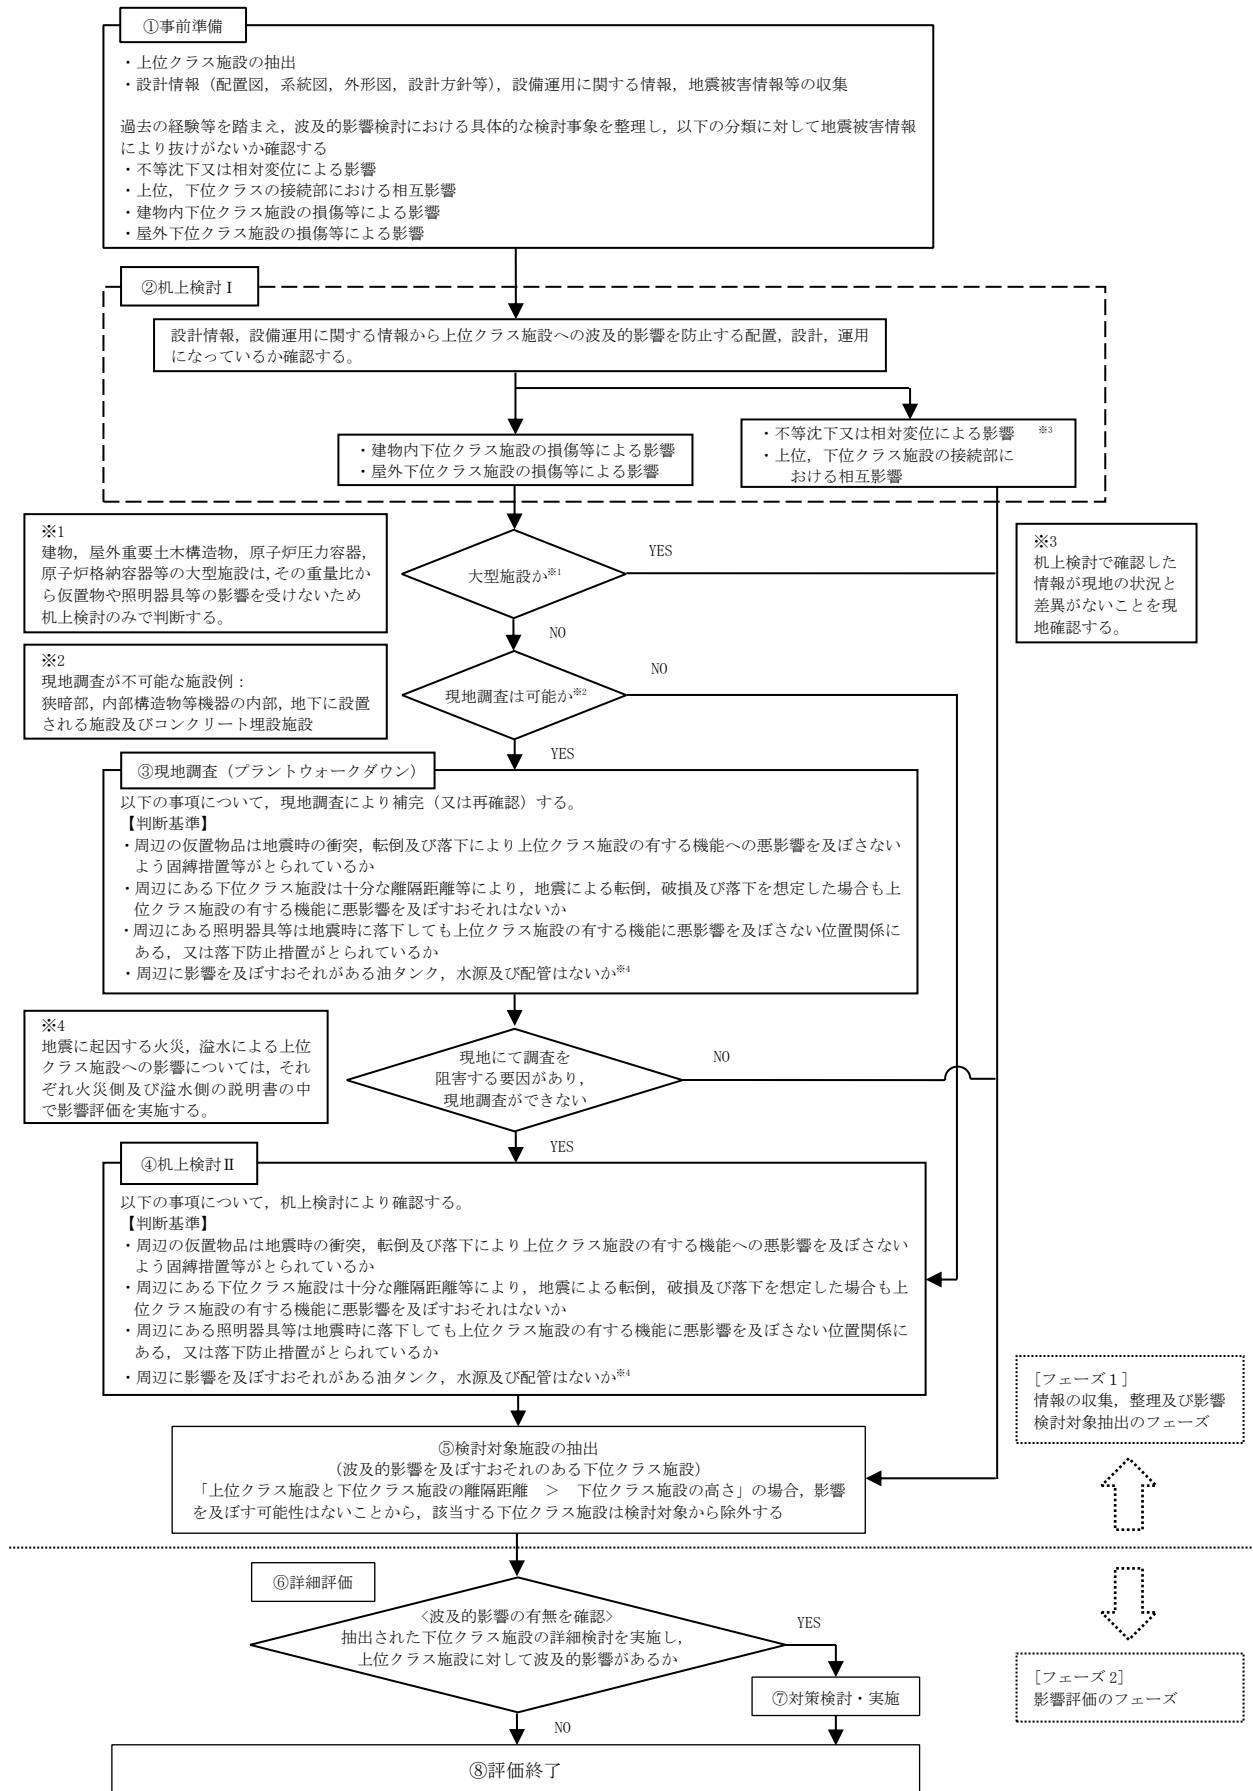 ①事前準備
・上位クラス施設の抽出
・設計情報（配置図，系統図，外形図，設計方針等），設備運用に関する情報，地震被害情報等の収集
過去の経験等を踏まえ，波及的影響検討における具体的な検討事象を整理し，以下の分類に対して地震被害情報
により抜けがないか確認する
・不等沈下又は相対変位による影響
・上位，下位クラスの接続部における相互影響
・建物内下位クラス施設の損傷等による影響
・屋外下位クラス施設の損傷等による影響
②机上検討Ⅰ
設計情報，設備運用に関する情報から上位クラス施設への波及的影響を防止する配置，設計，運用
になっているか確認する。
・建物内下位クラス施設の損傷等による影響
・屋外下位クラス施設の損傷等による影響
・不等沈下又は相対変位による影響　※3
・上位，下位クラス施設の接続部に
おける相互影響
※1
建物，屋外重要土木構造物，原子炉圧力容器，
原子炉格納容器等の大型施設は，その重量比か
ら仮置物や照明器具等の影響を受けないため
机上検討のみで判断する。
大型施設か※1
YES
※3
机上検討で確認した
情報が現地の状況と
差異がないことを現
地確認する。
NO
※2
現地調査が不可能な施設例：
狭暗部，内部構造物等機器の内部，地下に設置
される施設及びコンクリート埋設施設
現地調査は可能か※2
NO
YES
③現地調査（プラントウォークダウン）
以下の事項について，現地調査により補完（又は再確認）する。
【判断基準】
・周辺の仮置物品は地震時の衝突，転倒及び落下により上位クラス施設の有する機能への悪影響を及ぼさない
よう固縛措置等がとられているか
・周辺にある下位クラス施設は十分な離隔距離等により，地震による転倒，破損及び落下を想定した場合も上
位クラス施設の有する機能に悪影響を及ぼすおそれはないか
・周辺にある照明器具等は地震時に落下しても上位クラス施設の有する機能に悪影響を及ぼさない位置関係に
ある，又は落下防止措置がとられているか
・周辺に影響を及ぼすおそれがある油タンク，水源及び配管はないか※4
※4
地震に起因する火災，溢水による上位
クラス施設への影響については，それ
ぞれ火災側及び溢水側の説明書の中
で影響評価を実施する。
現地にて調査を
阻害する要因があり，
現地調査ができない
NO
YES
④机上検討Ⅱ
以下の事項について，机上検討により確認する。
【判断基準】
・周辺の仮置物品は地震時の衝突，転倒及び落下により上位クラス施設の有する機能への悪影響を及ぼさない
よう固縛措置等がとられているか
・周辺にある下位クラス施設は十分な離隔距離等により，地震による転倒，破損及び落下を想定した場合も上
位クラス施設の有する機能に悪影響を及ぼすおそれはないか
・周辺にある照明器具等は地震時に落下しても上位クラス施設の有する機能に悪影響を及ぼさない位置関係に
ある，又は落下防止措置がとられているか
・周辺に影響を及ぼすおそれがある油タンク，水源及び配管はないか※4
[フェーズ１]
情報の収集，整理及び影響
検討対象抽出のフェーズ
⑤検討対象施設の抽出
(波及的影響を及ぼすおそれのある下位クラス施設)
「上位クラス施設と下位クラス施設の離隔距離　＞　下位クラス施設の高さ」の場合，影響
を及ぼす可能性はないことから，該当する下位クラス施設は検討対象から除外する
⑥詳細評価
<波及的影響の有無を確認>
抽出された下位クラス施設の詳細検討を実施し，
上位クラス施設に対して波及的影響があるか
YES
[フェーズ２]
影響評価のフェーズ
⑦対策検討・実施
NO
⑧評価終了